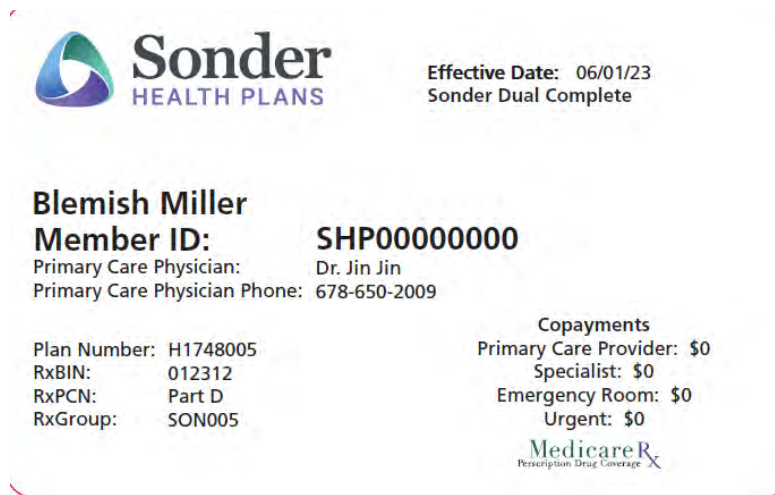 Sonder
HEALTH PLANS
Effective Date: 06/01/23
Sonder Dual Complete
Blemish Miller
Member ID: SHP00000000
Primary Care Physician: Dr. Jin Jin
Primary Care Physician Phone: 678-650-2009
Plan Number: H1748005
RxBIN: 012312
RxPCN: Part D
RxGroup: SON005
Copayments
Primary Care Provider: $0
Specialist: $0
Emergency Room: $0
Urgent: $0
MedicareRx
Perscription Drug Coverage